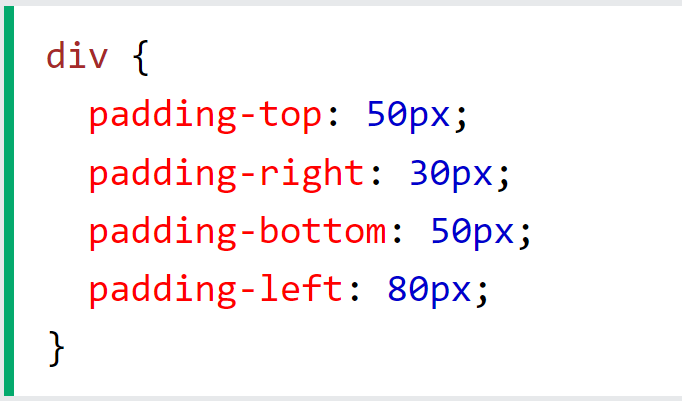 div {
  padding-top: 50px;
  padding-right: 30px;
  padding-bottom: 50px;
  padding-left: 80px;
}